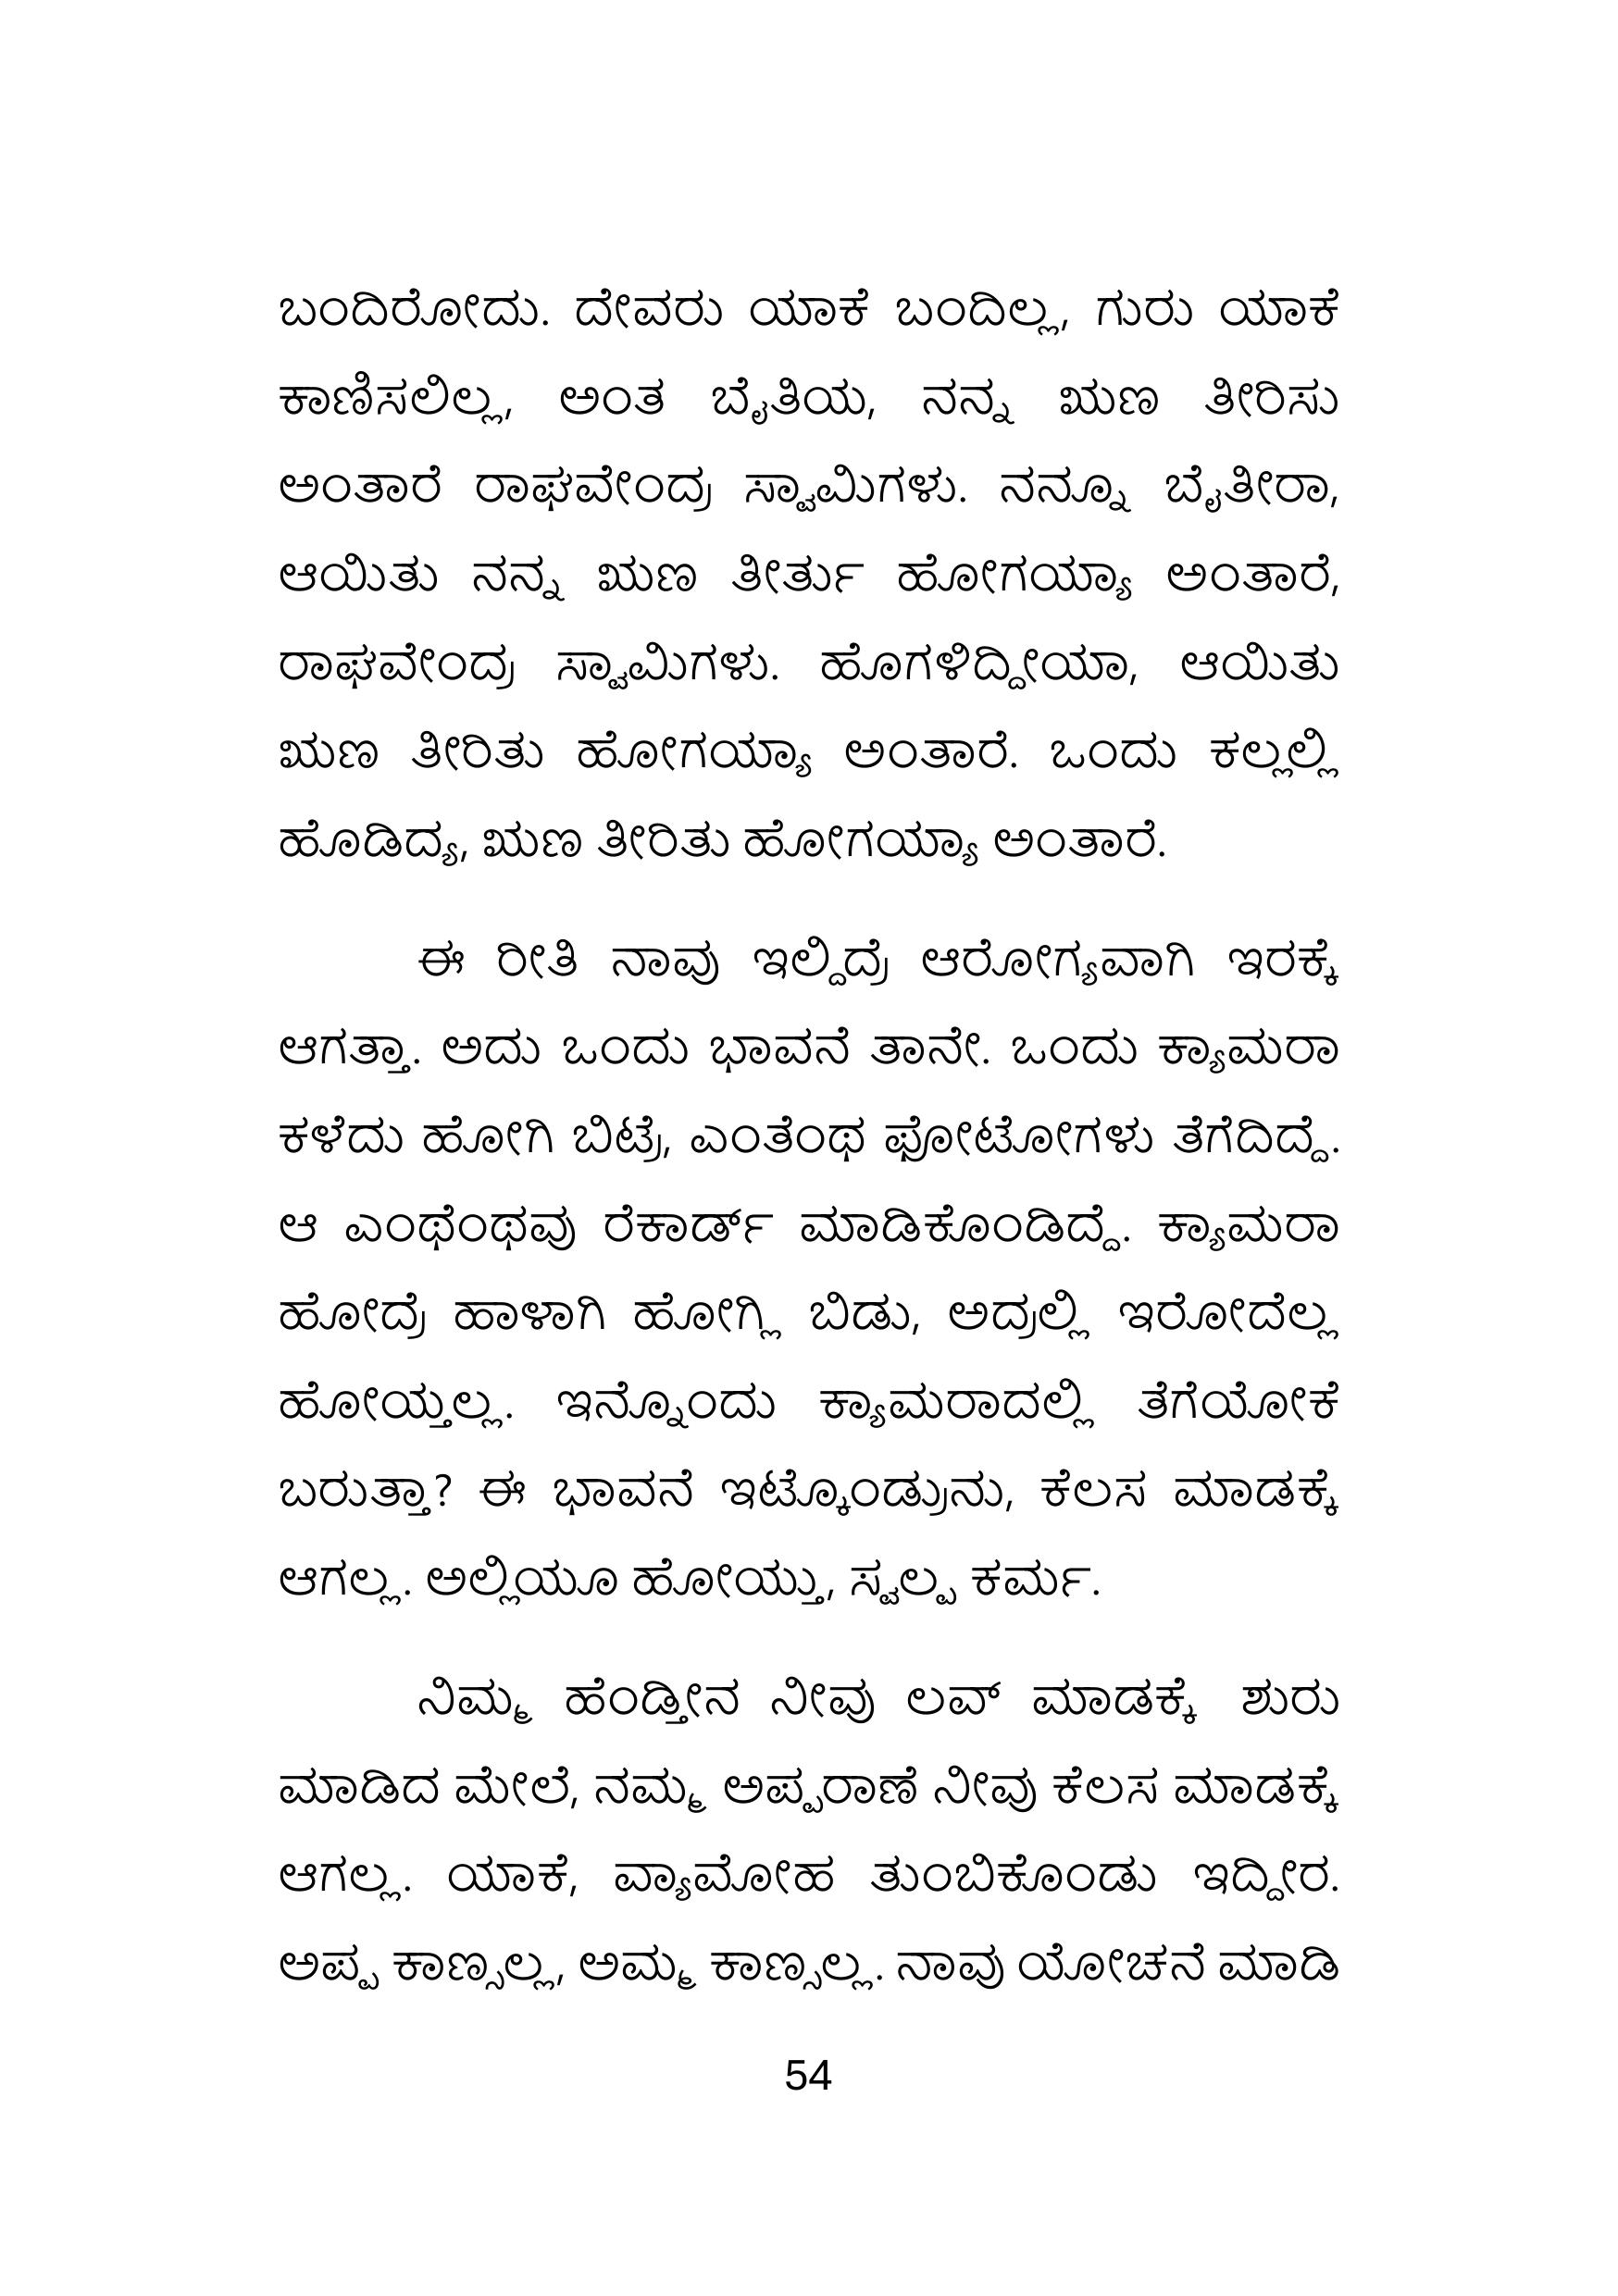 ಬಂದಿರೋದು. ದೇವರು ಯಾಕೆ ಬಂದಿಲ್ಲ, ಗುರು ಯಾಕೆ
ಕಾಣಿಸಲಿಲ್ಲ, ಅಂತ ಬೈತಿಯ, ನನ್ನ ಋಣ ತೀರಿಸು
ಅಂತಾರೆ ರಾಘವೇಂದ್ರ ಸ್ವಾಮಿಗಳು. ನನ್ನೂ ಬೈತೀರಾ,
ಆಯಿತು ನನ್ನ ಋಣ ತೀರ್ತು ಹೋಗಯ್ಯಾ ಅಂತಾರೆ,
ರಾಘವೇಂದ್ರ ಸ್ವಾಮಿಗಳು. ಹೊಗಳಿದ್ದೀಯಾ, ಆಯಿತು
ಋಣ ತೀರಿತು ಹೋಗಯ್ಯಾ ಅಂತಾರೆ. ಒಂದು ಕಲ್ಲಲ್ಲಿ
ಹೊಡಿದ್ಯ, ಋಣ ತೀರಿತು ಹೋಗಯ್ಯಾ ಅಂತಾರೆ.
ಈ ರೀತಿ ನಾವು ಇಲ್ದಿದ್ರೆ ಆರೋಗ್ಯವಾಗಿ ಇರಕ್ಕೆ
ಆಗತ್ತಾ. ಅದು ಒಂದು ಭಾವನೆ ತಾನೇ. ಒಂದು ಕ್ಯಾಮರಾ
ಕಳೆದು ಹೋಗಿ ಬಿಟ್ರೆ, ಎಂತೆಂಥ ಫೋಟೋಗಳು ತೆಗೆದಿದ್ದೆ.
ಆ ಎಂಥೆಂಥವು ರೆಕಾರ್ಡ್ ಮಾಡಿಕೊಂಡಿದ್ದೆ. ಕ್ಯಾಮರಾ
ಹೋದ್ರೆ ಹಾಳಾಗಿ ಹೋಗ್ಲಿ ಬಿಡು, ಅದ್ರಲ್ಲಿ ಇರೋದೆಲ್ಲ
ಹೋಯ್ತಲ್ಲ. ಇನ್ನೊಂದು ಕ್ಯಾಮರಾದಲ್ಲಿ ತೆಗೆಯೋಕೆ
ಬರುತ್ತಾ? ಈ ಭಾವನೆ ಇಟ್ಕೊಂಡ್ರುನು, ಕೆಲಸ ಮಾಡಕ್ಕೆ
ಆಗಲ್ಲ. ಅಲ್ಲಿಯೂ ಹೋಯ್ತು, ಸ್ವಲ್ಪ ಕರ್ಮ.
ನಿಮ್ಮ ಹೆಂಡ್ತೀನ ನೀವು ಲವ್ ಮಾಡಕ್ಕೆ ಶುರು
ಮಾಡಿದ ಮೇಲೆ, ನಮ್ಮ ಅಪ್ಪರಾಣೆ ನೀವು ಕೆಲಸ ಮಾಡಕ್ಕೆ
ಆಗಲ್ಲ. ಯಾಕೆ, ವ್ಯಾಮೋಹ ತುಂಬಿಕೊಂಡು ಇದ್ದೀರ.
ಅಪ್ಪ ಕಾಣ್ಸಲ್ಲ, ಅಮ್ಮ ಕಾಣ್ಸಲ್ಲ. ನಾವು ಯೋಚನೆ ಮಾಡಿ
54